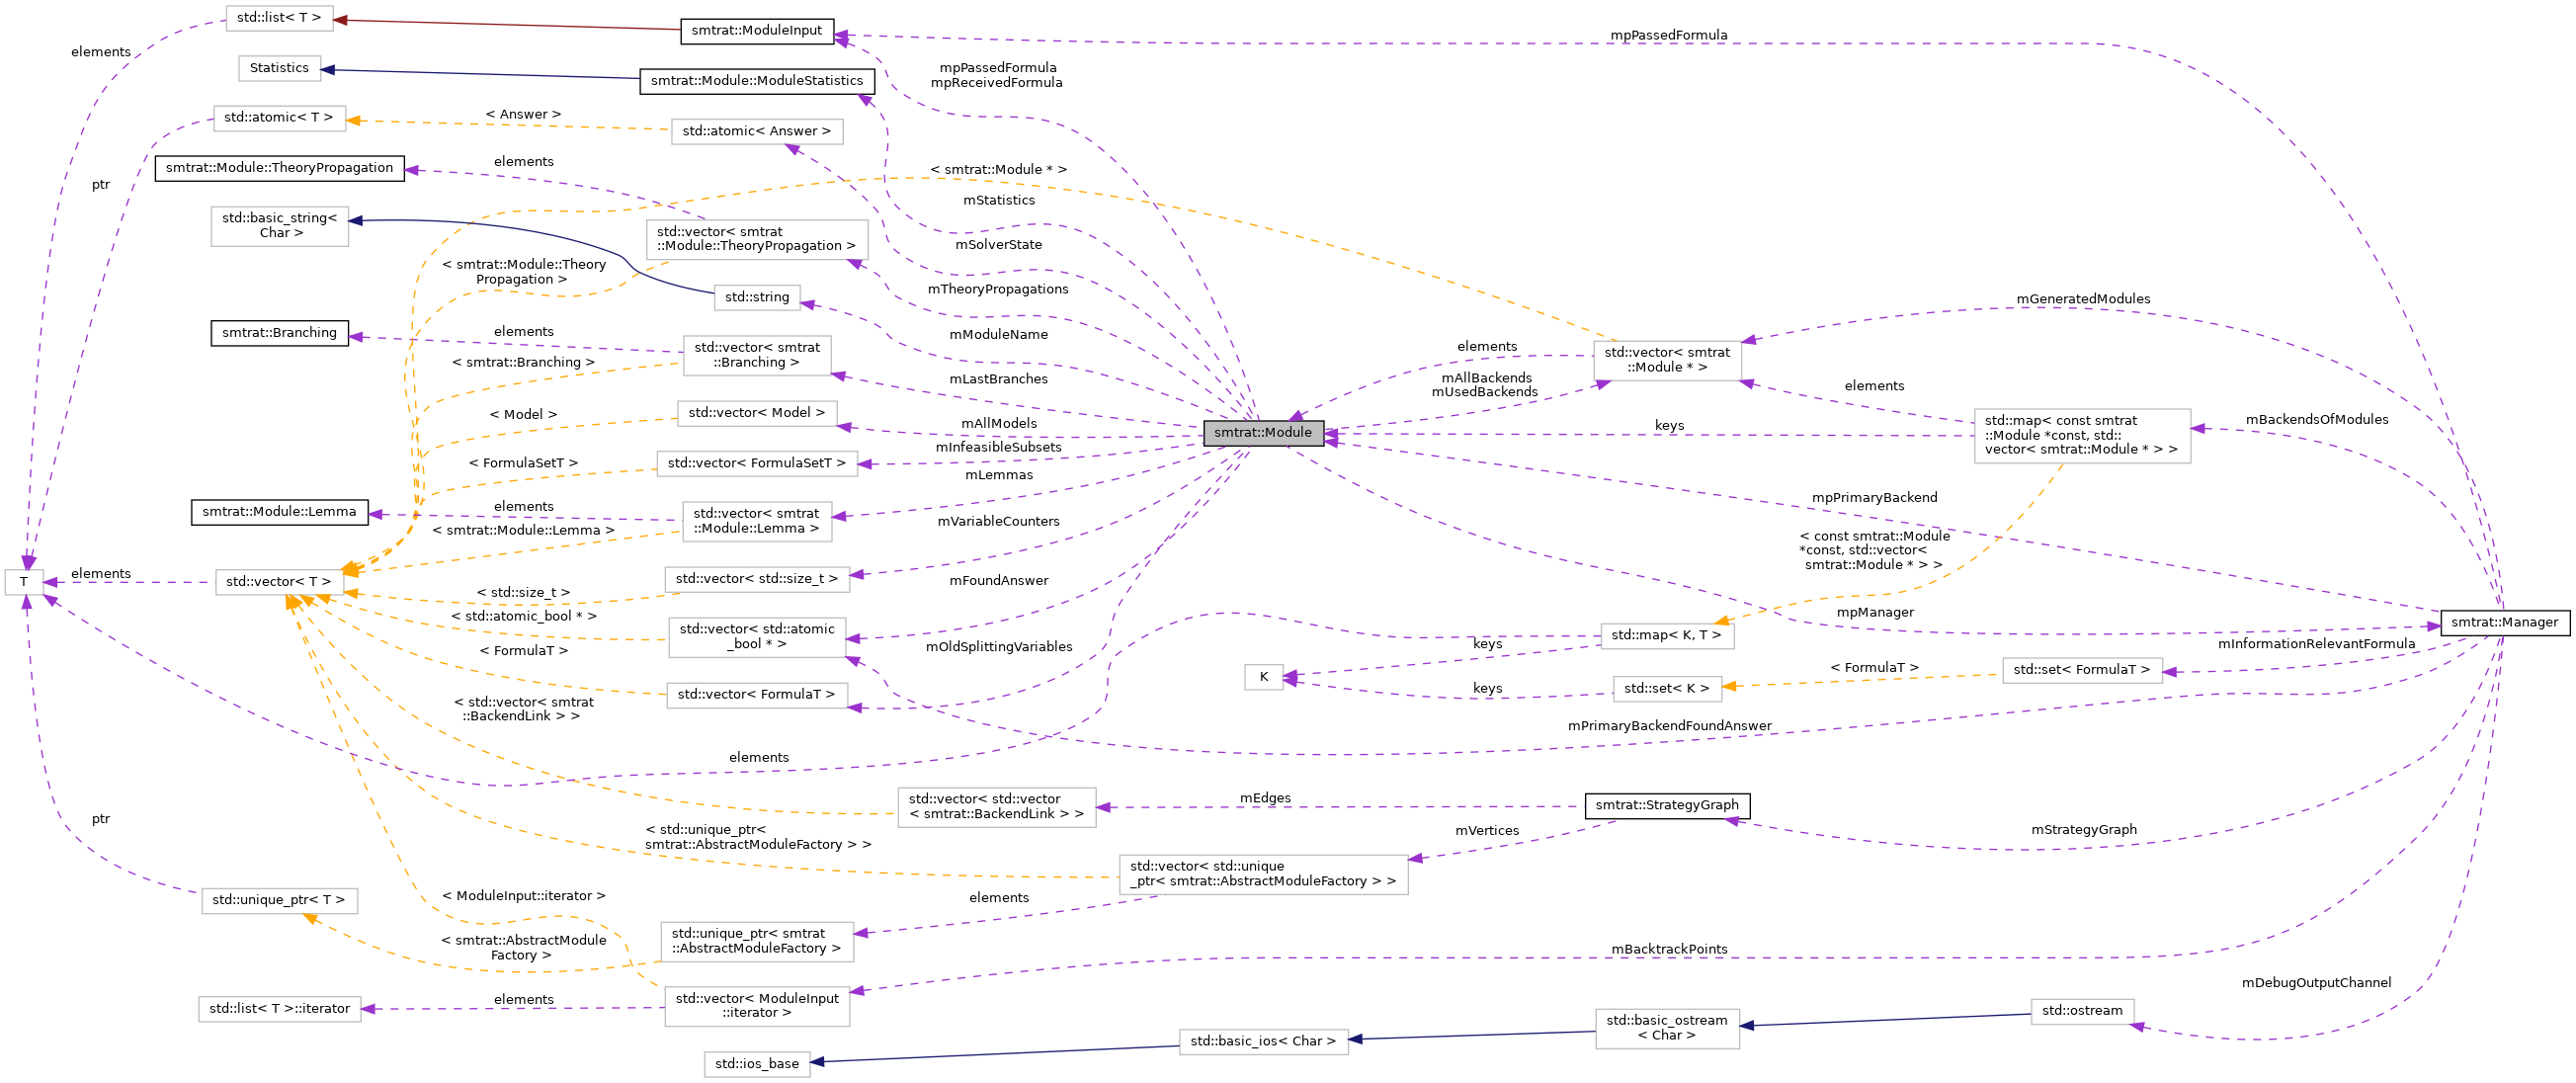 std::list< T >
smtrat::ModuleInput
mpPassedFormula
elements
Statistics
smtrat::Module::ModuleStatistics
mpPassedFormula
mpReceivedFormula
std::atomic< T >
< Answer >
std::atomic< Answer >
smtrat::Module::TheoryPropagation
elements
< smtrat::Module * >
ptr
mStatistics
std::basic_string<
Char >
std::vector< smtrat
::Module::TheoryPropagation >
mSolverState
< smtrat::Module::Theory
Propagation >
std::string
mTheoryPropagations
mGeneratedModules
smtrat::Branching
elements
mModuleName
std::vector< smtrat
::Branching >
elements
std::vector< smtrat
::Module * >
< smtrat::Branching >
mLastBranches
mAllBackends
mUsedBackends
elements
< Model >
std::vector< Model >
mAllModels
smtrat::Module
keys
std::map< const smtrat
::Module *const, std::
vector< smtrat::Module * > >
mBackendsOfModules
mInfeasibleSubsets
< FormulaSetT >
std::vector< FormulaSetT >
mLemmas
smtrat::Module::Lemma
elements
std::vector< smtrat
::Module::Lemma >
mpPrimaryBackend
< smtrat::Module::Lemma >
mVariableCounters
< const smtrat::Module
*const, std::vector<
smtrat::Module * > >
T
elements
std::vector< T >
std::vector< std::size_t >
mFoundAnswer
< std::size_t >
< std::atomic_bool * >
mpManager
smtrat::Manager
std::vector< std::atomic
_bool * >
std::map< K, T >
< FormulaT >
mOldSplittingVariables
keys
mInformationRelevantFormula
K
< FormulaT >
std::set< FormulaT >
std::vector< FormulaT >
keys
std::set< K >
< std::vector< smtrat
::BackendLink > >
mPrimaryBackendFoundAnswer
elements
std::vector< std::vector
< smtrat::BackendLink > >
mEdges
smtrat::StrategyGraph
ptr
< std::unique_ptr<
smtrat::AbstractModuleFactory > >
mVertices
mStrategyGraph
std::vector< std::unique
_ptr< smtrat::AbstractModuleFactory > >
std::unique_ptr< T >
< ModuleInput::iterator >
elements
< smtrat::AbstractModule
Factory >
std::unique_ptr< smtrat
::AbstractModuleFactory >
mBacktrackPoints
std::list< T >::iterator
elements
std::vector< ModuleInput
::iterator >
mDebugOutputChannel
std::ostream
std::basic_ostream
< Char >
std::basic_ios< Char >
std::ios_base